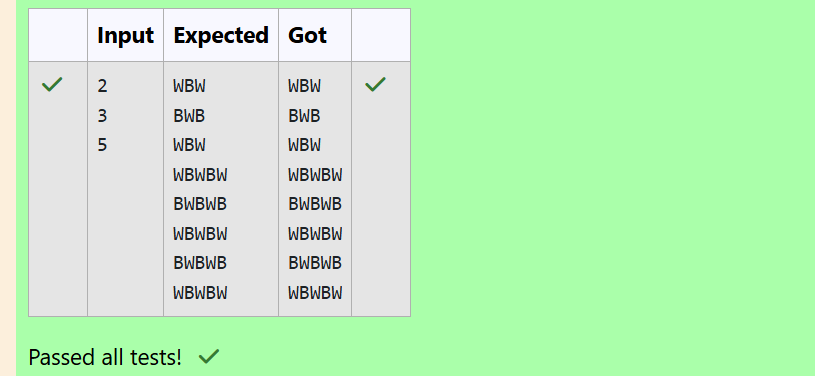 Input Expected Got
2 WBW WBW
3 BWB BWB
5 WBW WBW
WBWBW WBWBW
BWBWB BWBWB
WBWBW WBWBW
BWBWB BWBWB
WBWBW WBWBW
Passed all tests!